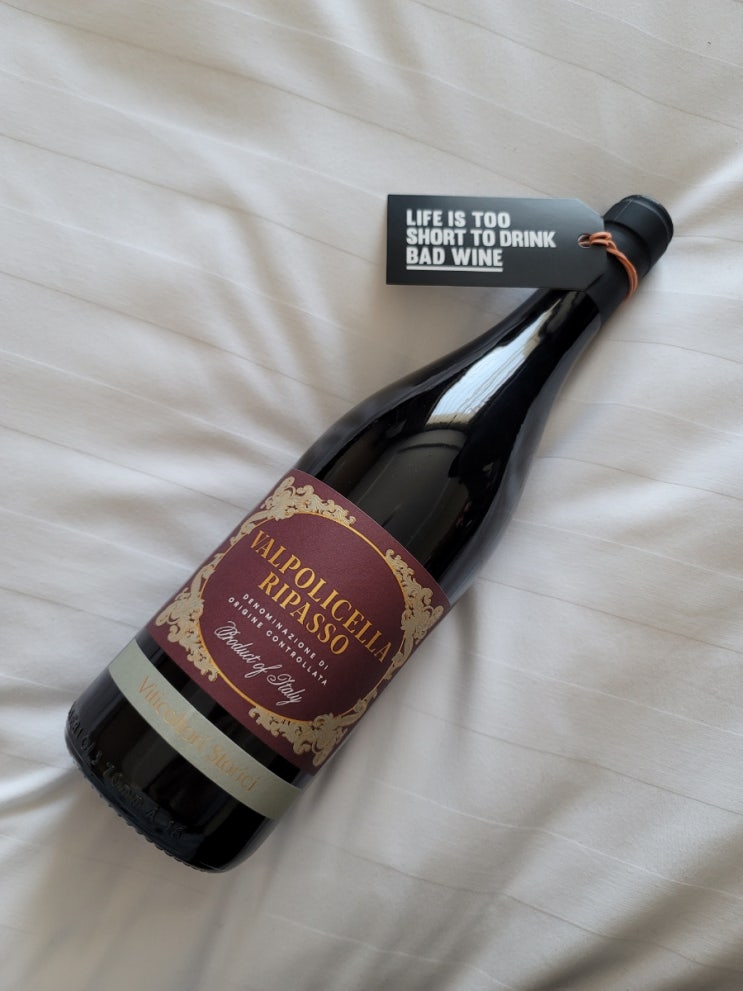 LIFE IS TOO
SHORT TO DRINK
BAD WINE
VALPOLICELLA
RIPASSO
DENOMINAZIONE DI
ORIGINE CONTROLLATA
Product of Italy
Viticoltori Storici